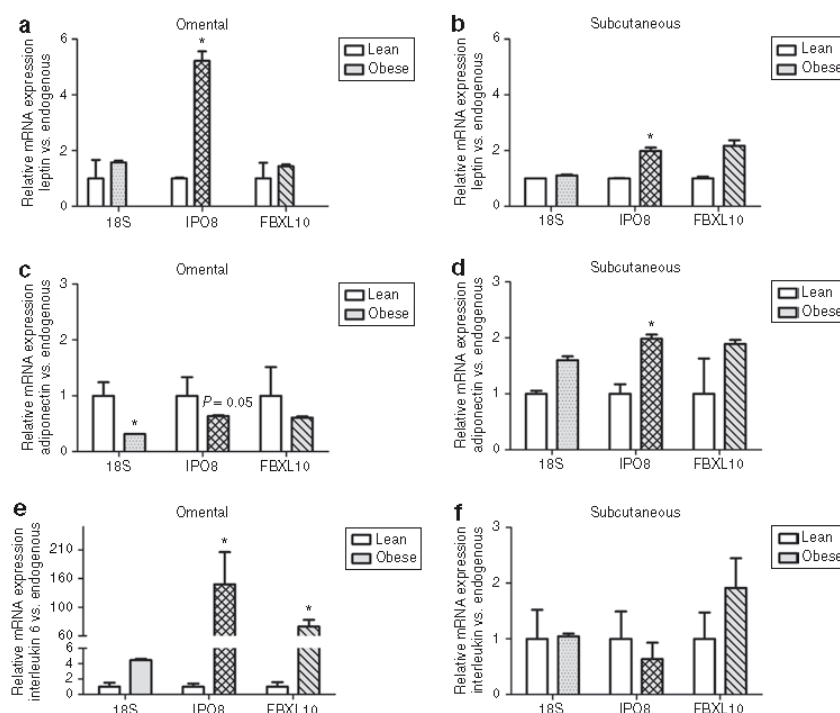 a
Omental
Relative mRNA expression
leptin vs. endogenous
6
4
2
0
*
18S IPO8 FBXL10
Lean
Obese
b
Subcutaneous
Relative mRNA expression
leptin vs. endogenous
6
4
2
0
*
18S IPO8 FBXL10
Lean
Obese
c
Omental
Relative mRNA expression
adiponectin vs. endogenous
3
2
1
0
*
P = 0.05
18S IPO8 FBXL10
Lean
Obese
d
Subcutaneous
Relative mRNA expression
adiponectin vs. endogenous
3
2
1
0
*
18S IPO8 FBXL10
Lean
Obese
e
Omental
Relative mRNA expression
interleukin 6 vs. endogenous
210
160
100
60
6
4
2
0
*
*
18S IPO8 FBXL10
Lean
Obese
f
Subcutaneous
Relative mRNA expression
interleukin vs. endogenous
3
2
1
0
18S IPO8 FBXL10
Lean
Obese